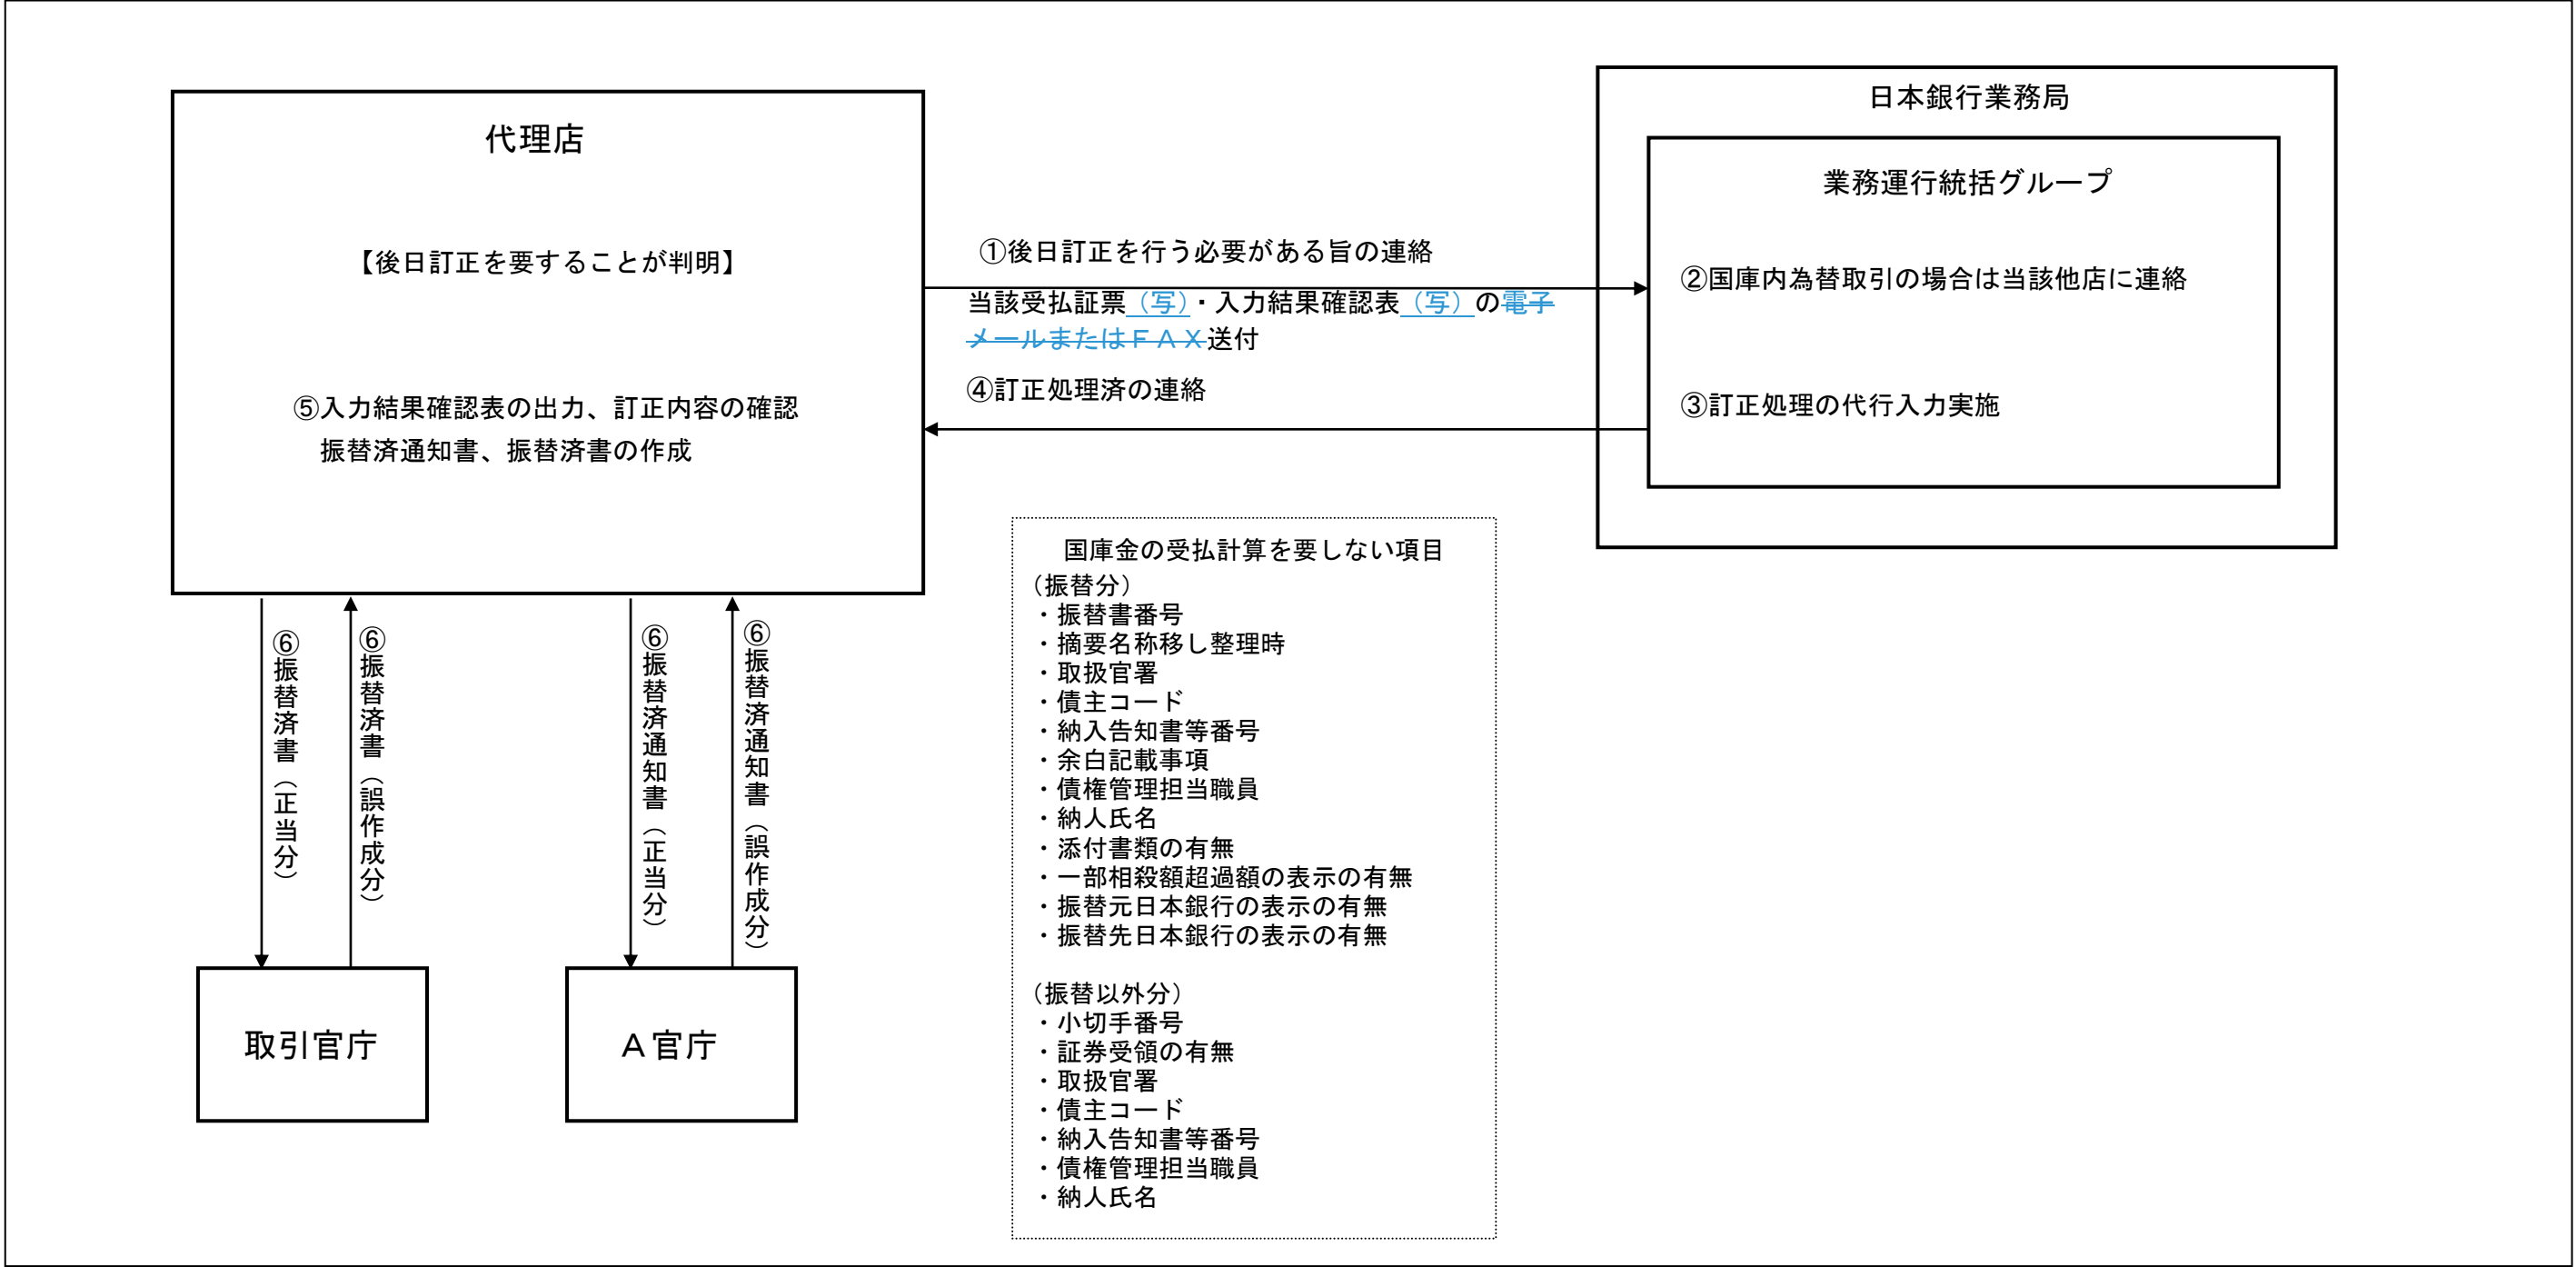 代理店
【後日訂正を要することが判明】
⑤入力結果確認表の出力、訂正内容の確認
振替済通知書、振替済書の作成
①後日訂正を行う必要がある旨の連絡
当該受払証票（写）・入力結果確認表（写）の電子
メールまたはＦＡＸ送付
④訂正処理済の連絡
日本銀行業務局
業務運行統括グループ
②国庫内為替取引の場合は当該他店に連絡
③訂正処理の代行入力実施
⑥振替済書（正当分）
⑥振替済書（誤作成分）
⑥振替済通知書（正当分）
⑥振替済通知書（誤作成分）
取引官庁
Ａ官庁
国庫金の受払計算を要しない項目
（振替分）
・振替書番号
・摘要名称移し整理時
・取扱官署
・債主コード
・納入告知書等番号
・余白記載事項
・債権管理担当職員
・納人氏名
・添付書類の有無
・一部相殺額超過額の表示の有無
・振替元日本銀行の表示の有無
・振替先日本銀行の表示の有無
（振替以外分）
・小切手番号
・証券受領の有無
・取扱官署
・債主コード
・納入告知書等番号
・債権管理担当職員
・納人氏名